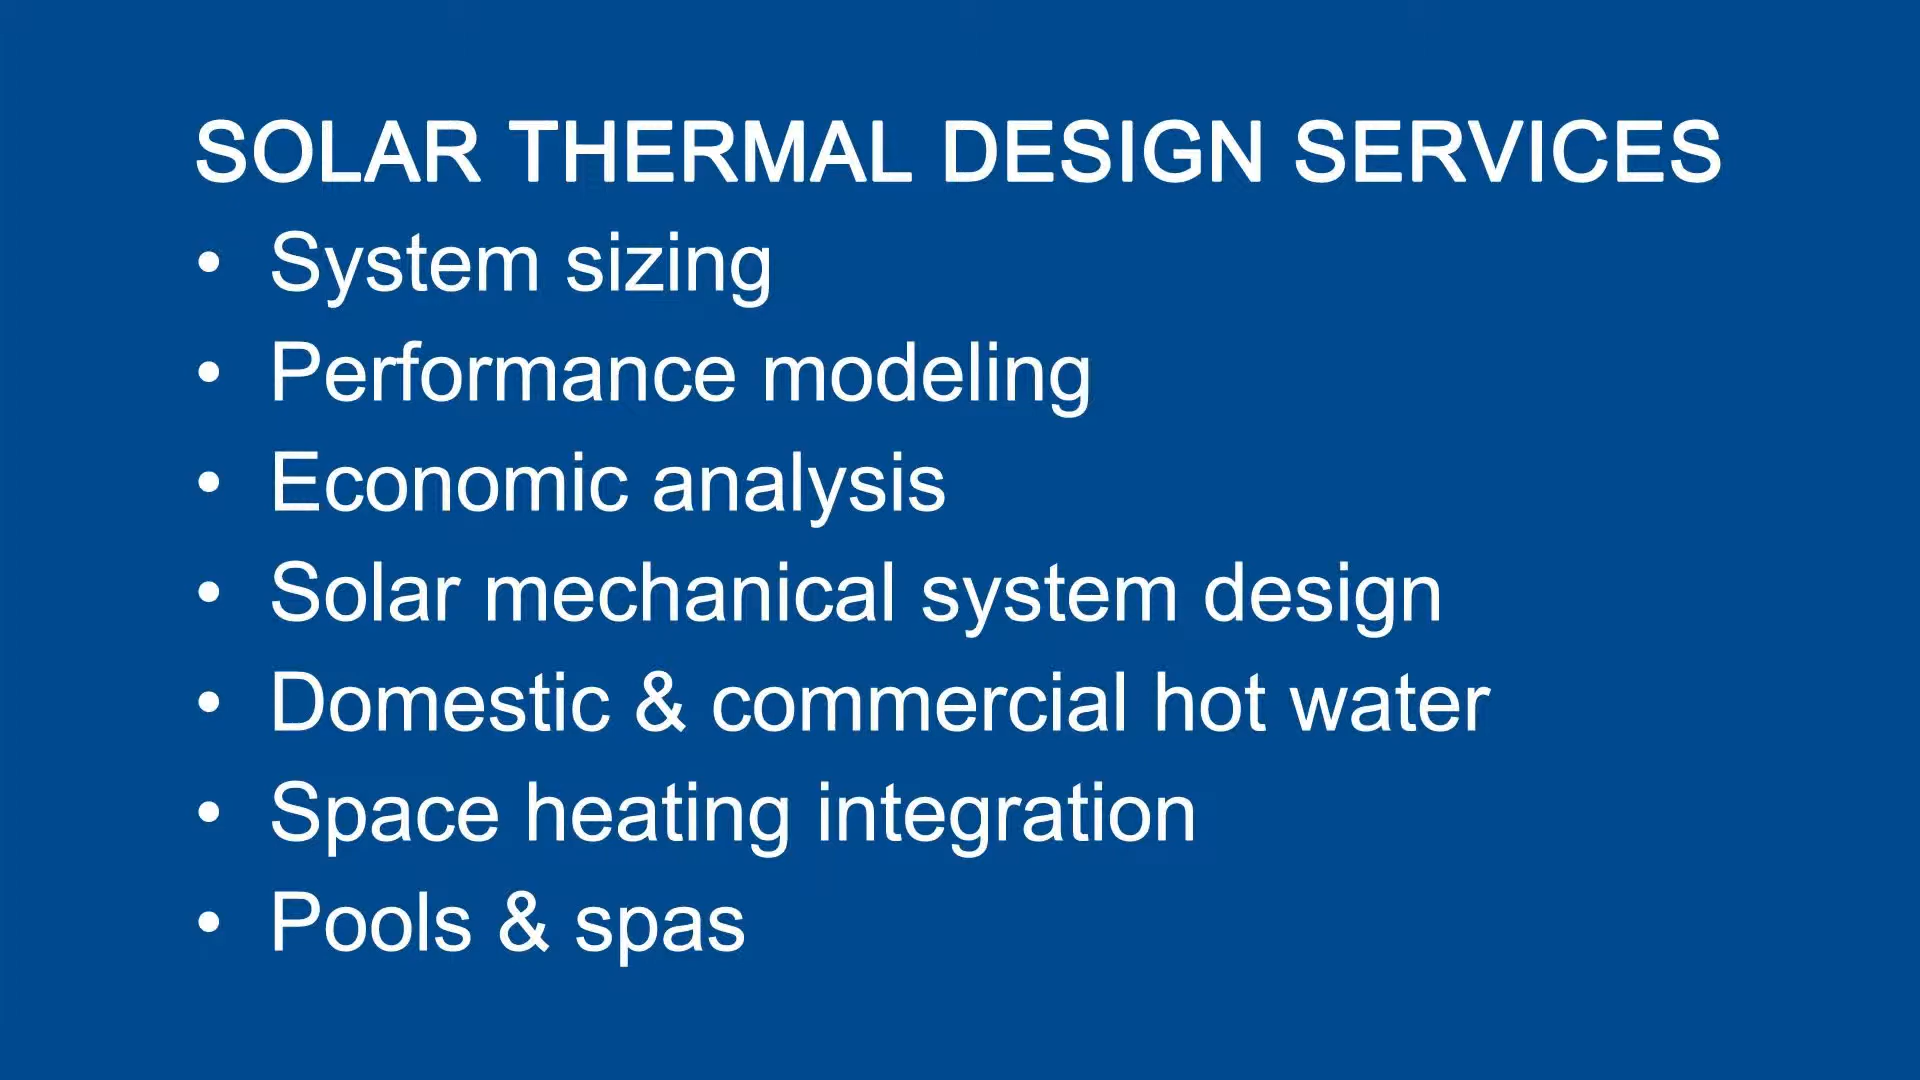 SOLAR THERMAL DESIGN SERVICES
• System sizing
• Performance modeling
• Economic analysis
• Solar mechanical system design
• Domestic & commercial hot water
• Space heating integration
• Pools & spas